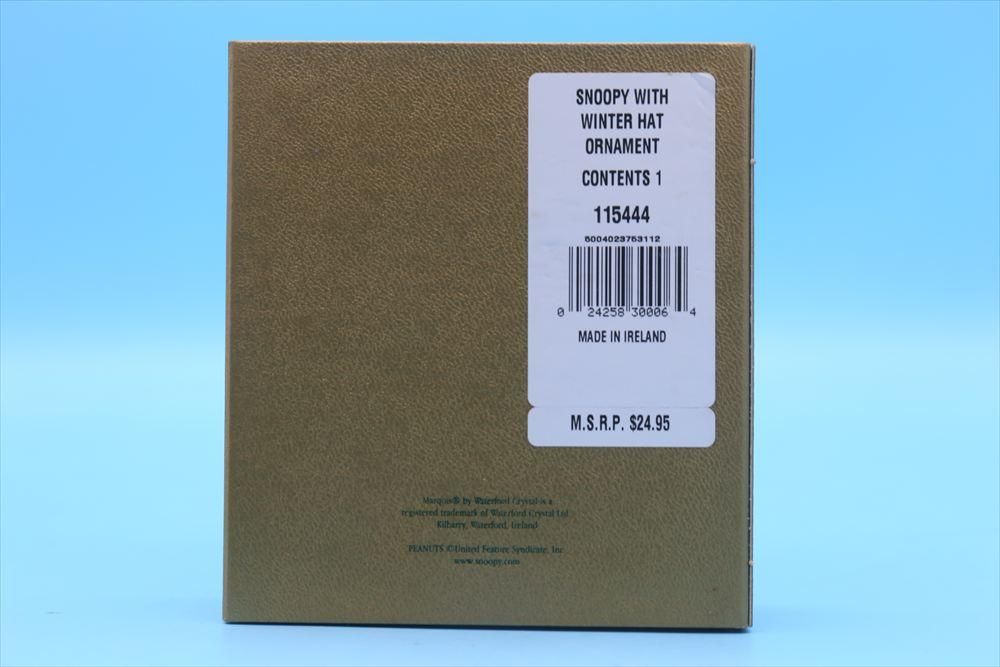 SNOOPY WITH
WINTER HAT
ORNAMENT
CONTENTS 1
115444
5004023753112
0 24258 30006 4
MADE IN IRELAND
M.S.R.P. $24.95
Marquis® by Waterford Crystal is a
registered trademark of Waterford Crystal Ltd
Kilbarry, Waterford, Ireland
PEANUTS ©United Feature Syndicate, Inc
www.snoopy.com